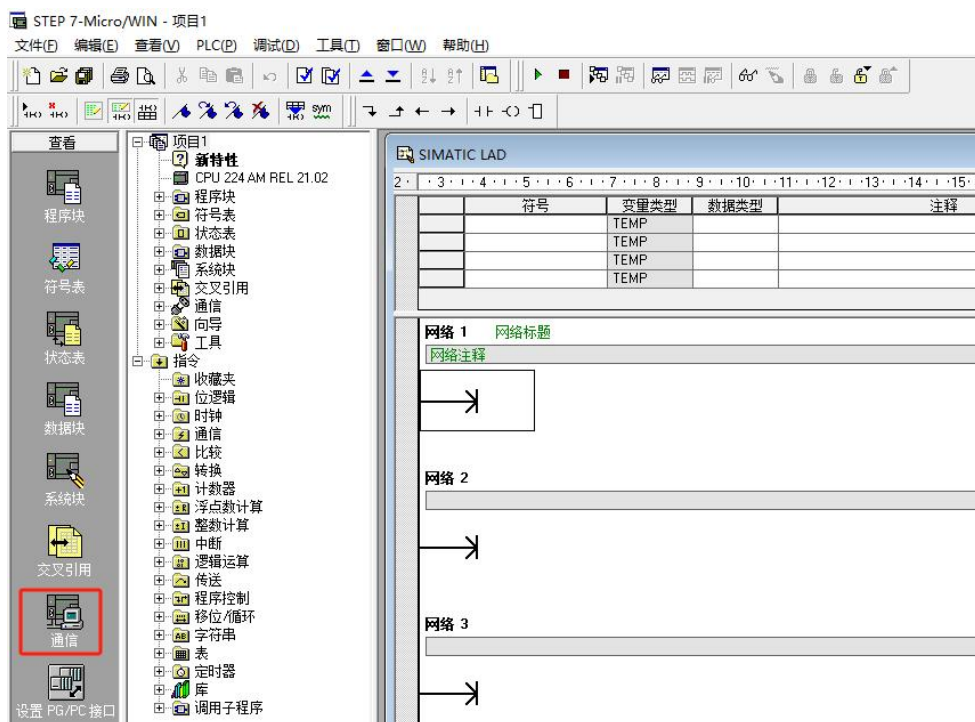 STEP 7-Micro/WIN - 项目1
文件(F) 编辑(E) 查看(V) PLC(P) 调试(D) 工具(T) 窗口(W) 帮助(H)
sym
查看
程序块
符号表
状态表
数据块
系统块
交叉引用
通信
设置 PG/PC 接口
项目1
新特性
CPU 224 AM REL 21.02
程序块
符号表
状态表
数据块
系统块
交叉引用
通信
向导
工具
指令
收藏夹
位逻辑
时钟
通信
比较
转换
计数器
浮点数计算
整数计算
中断
逻辑运算
传送
程序控制
移位/循环
字符串
表
定时器
库
调用子程序
SIMATIC LAD
2 · 3 · 4 · 5 · 6 · 7 · 8 · 9 · 10 · 11 · 12 · 13 · 14 · 15
符号 变量类型 数据类型 注释
TEMP
TEMP
TEMP
TEMP
网络 1 网络标题
网络注释
网络 2
网络 3